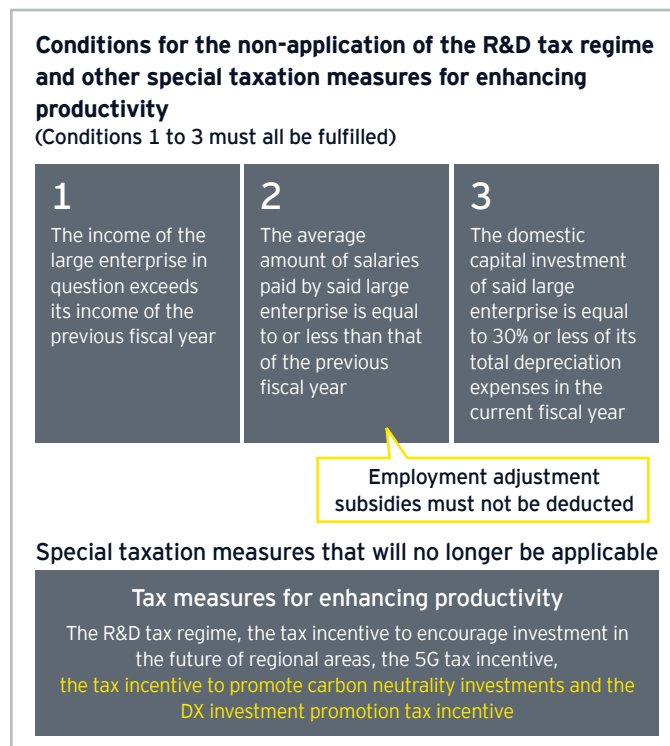 Conditions for the non-application of the R&D tax regime
and other special taxation measures for enhancing
productivity
(Conditions 1 to 3 must all be fulfilled)
1
The income of the
large enterprise in
question exceeds
its income of the
previous fiscal year
2
The average
amount of salaries
paid by said large
enterprise is equal
to or less than that
of the previous
fiscal year
3
The domestic
capital investment
of said large
enterprise is equal
to 30% or less of its
total depreciation
expenses in the
current fiscal year
Employment adjustment
subsidies must not be deducted
Special taxation measures that will no longer be applicable
Tax measures for enhancing productivity
The R&D tax regime, the tax incentive to encourage investment in
the future of regional areas, the 5G tax incentive,
the tax incentive to promote carbon neutrality investments and the
DX investment promotion tax incentive